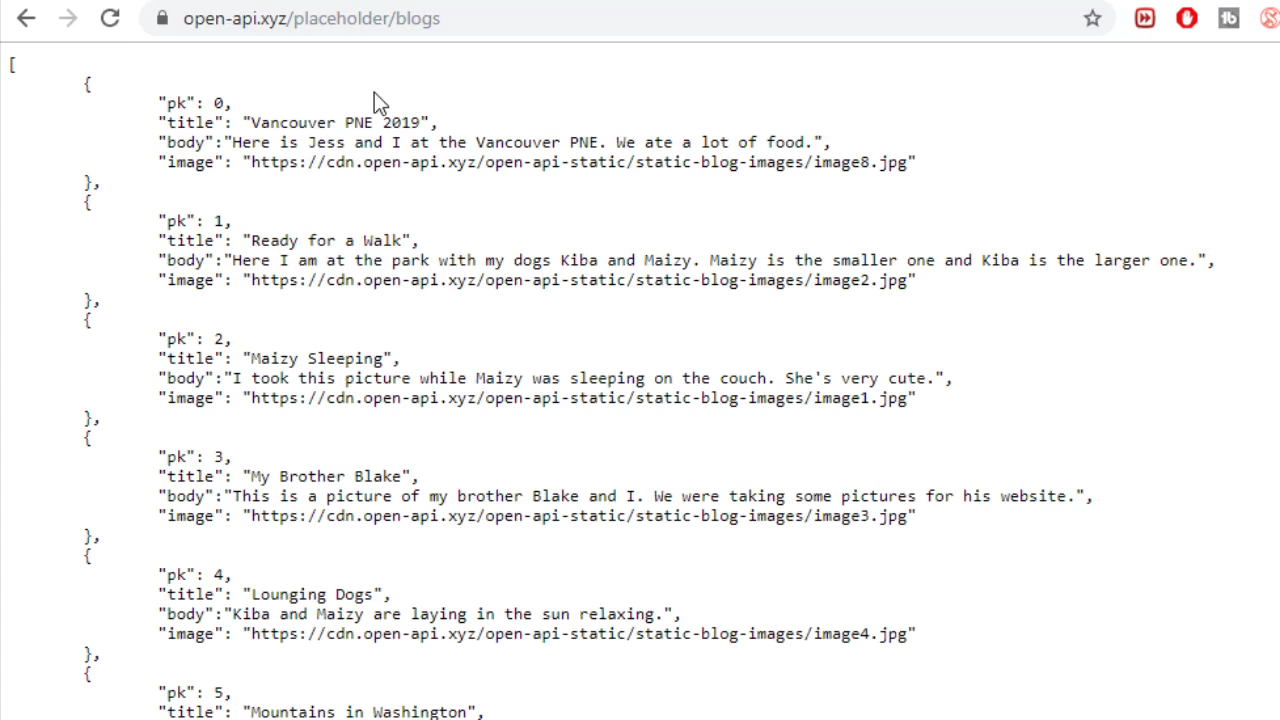 open-api.xyz/placeholder/blogs
[
{
"pk": 0,
"title": "Vancouver PNE 2019",
"body":"Here is Jess and I at the Vancouver PNE. We ate a lot of food.",
"image": "https://cdn.open-api.xyz/open-api-static/static-blog-images/image8.jpg"
},
{
"pk": 1,
"title": "Ready for a Walk",
"body":"Here I am at the park with my dogs Kiba and Maizy. Maizy is the smaller one and Kiba is the larger one.",
"image": "https://cdn.open-api.xyz/open-api-static/static-blog-images/image2.jpg"
},
{
"pk": 2,
"title": "Maizy Sleeping",
"body":"I took this picture while Maizy was sleeping on the couch. She's very cute.",
"image": "https://cdn.open-api.xyz/open-api-static/static-blog-images/image1.jpg"
},
{
"pk": 3,
"title": "My Brother Blake",
"body":"This is a picture of my brother Blake and I. We were taking some pictures for his website.",
"image": "https://cdn.open-api.xyz/open-api-static/static-blog-images/image3.jpg"
},
{
"pk": 4,
"title": "Lounging Dogs",
"body":"Kiba and Maizy are laying in the sun relaxing.",
"image": "https://cdn.open-api.xyz/open-api-static/static-blog-images/image4.jpg"
},
{
"pk": 5,
"title": "Mountains in Washington",